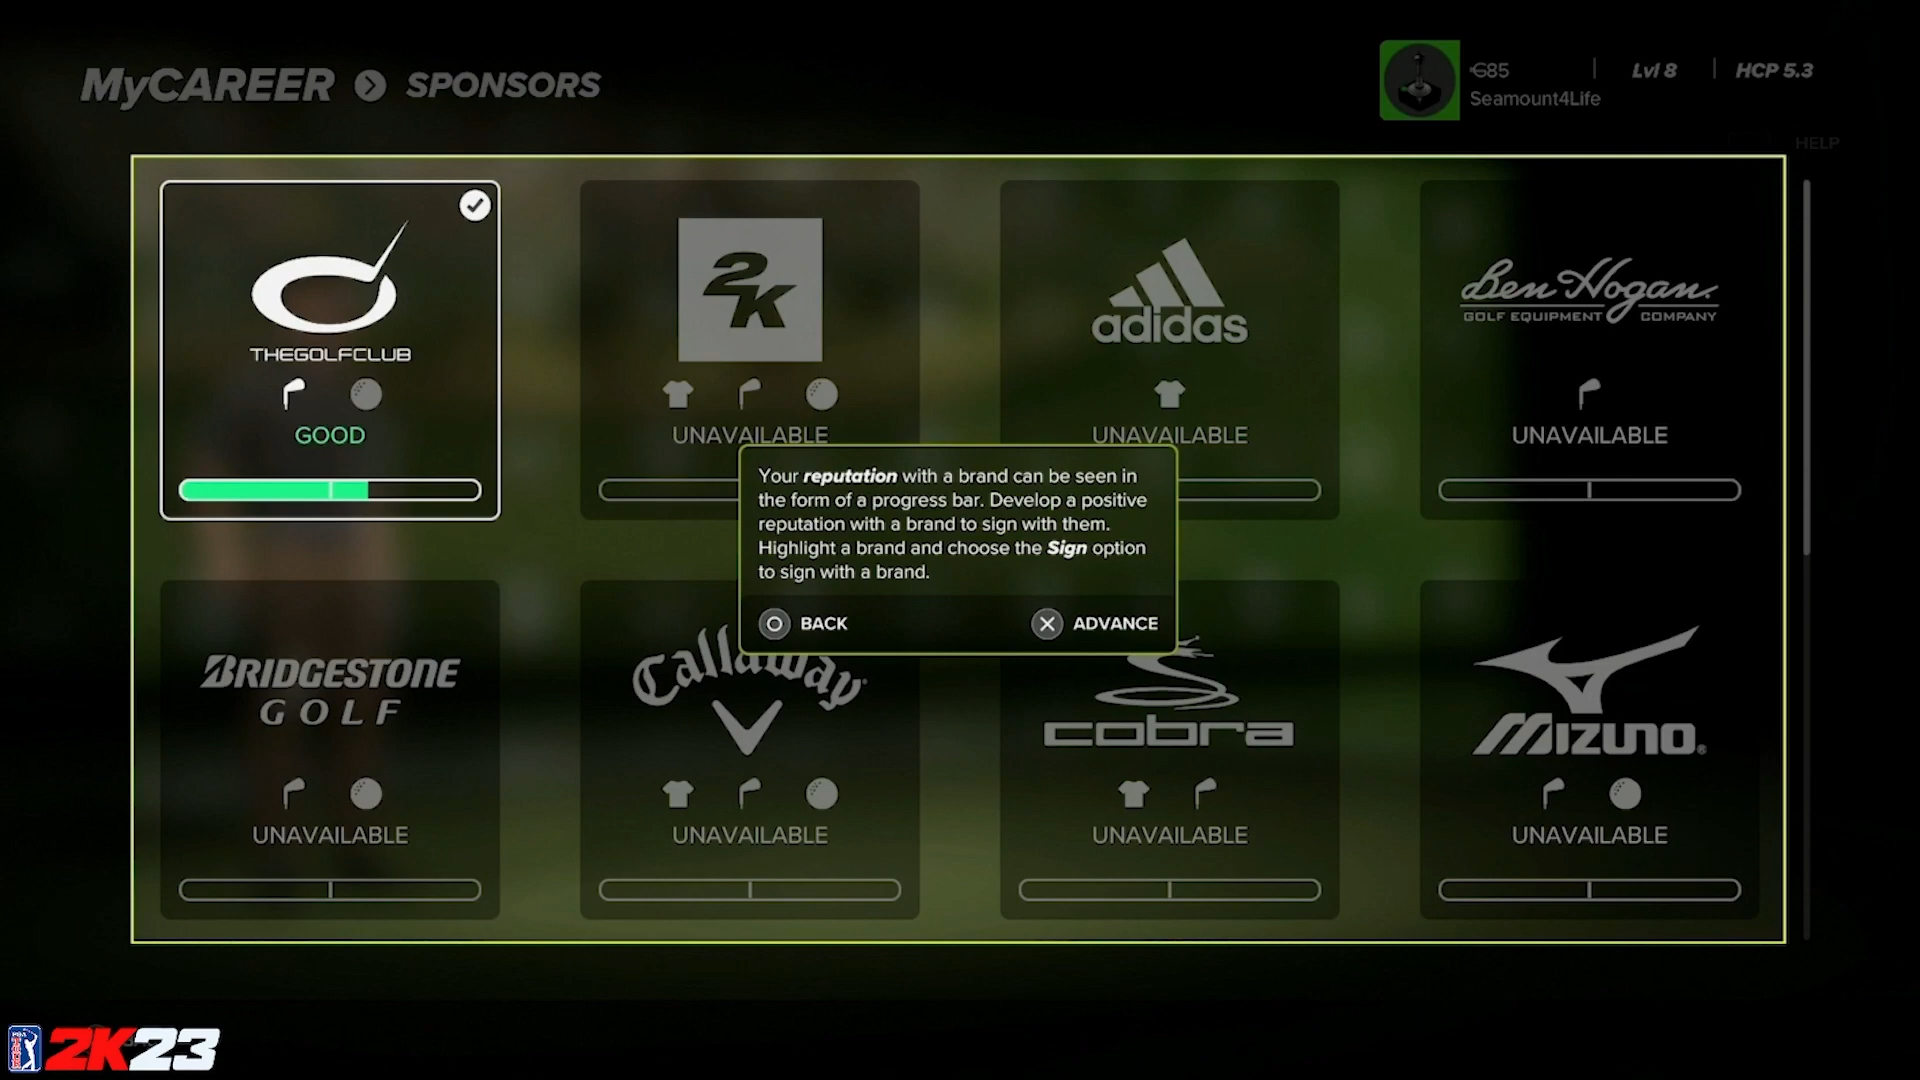 MyCAREER SPONSORS
G85
Seamount4Life
Lvl 8
HCP 5.3
HELP
THEGOLFCLUB
GOOD
2K
UNAVAILABLE
adidas
UNAVAILABLE
Ben Hogan.
GOLF EQUIPMENT COMPANY
UNAVAILABLE
Your reputation with a brand can be seen in
the form of a progress bar. Develop a positive
reputation with a brand to sign with them.
Highlight a brand and choose the Sign option
to sign with a brand.
BACK
ADVANCE
BRIDGESTONE
GOLF
UNAVAILABLE
Callaway
UNAVAILABLE
cobra
UNAVAILABLE
MIZUNO®
UNAVAILABLE
PGA
TOUR
2K23